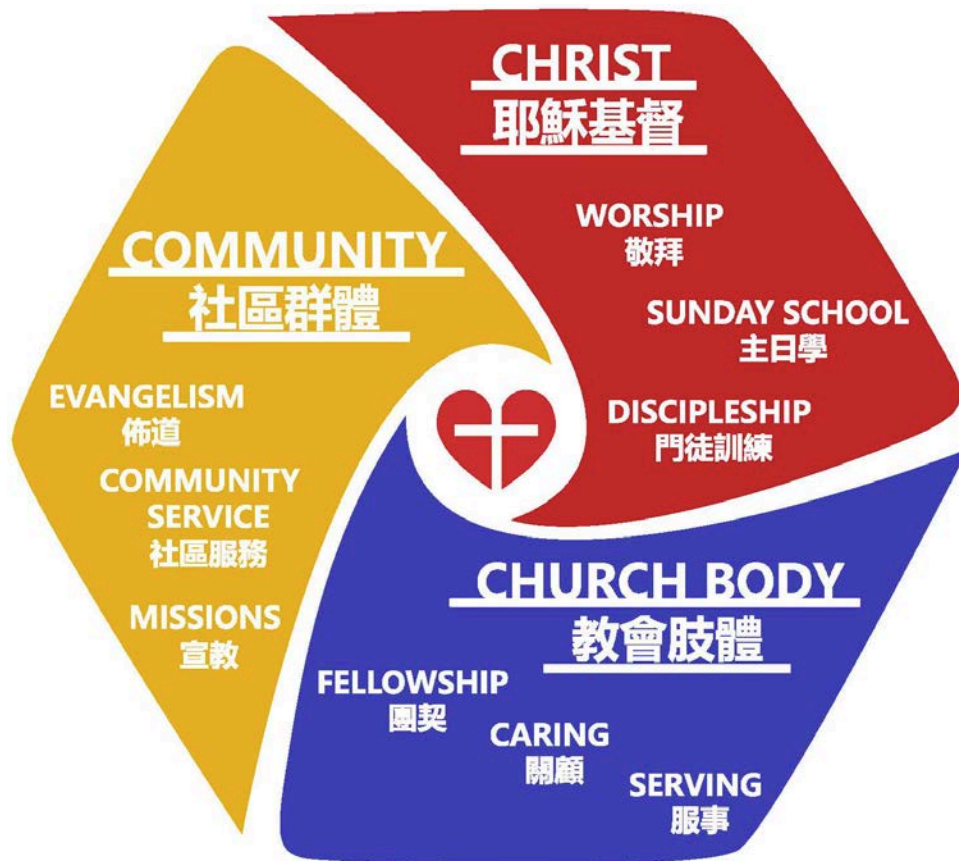 CHRIST
耶穌基督
WORSHIP
敬拜
SUNDAY SCHOOL
主日學
DISCIPLESHIP
門徒訓練
COMMUNITY
社區群體
EVANGELISM
佈道
COMMUNITY
SERVICE
社區服務
MISSIONS
宣教
CHURCH BODY
教會肢體
FELLOWSHIP
團契
CARING
關顧
SERVING
服事